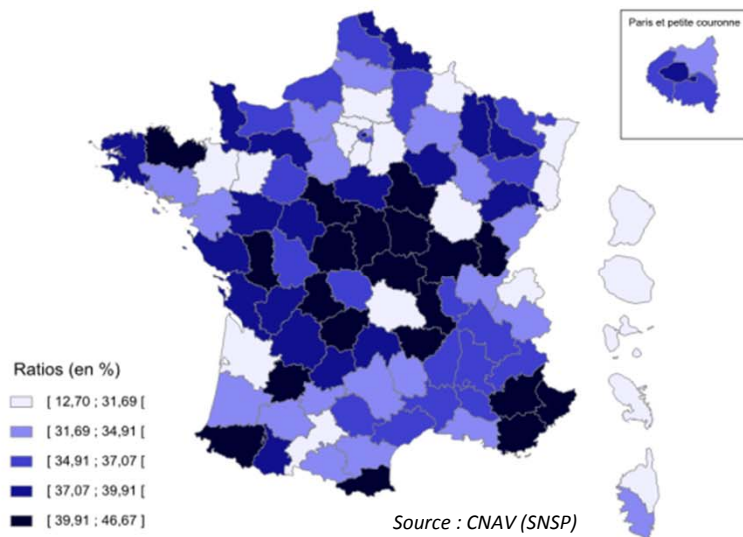 Paris et petite couronne
Ratios (en %)
[ 12,70 ; 31,69 [
[ 31,69 ; 34,91 [
[ 34,91 ; 37,07 [
[ 37,07 ; 39,91 [
[ 39,91 ; 46,67 ]
Source : CNAV (SNSP)